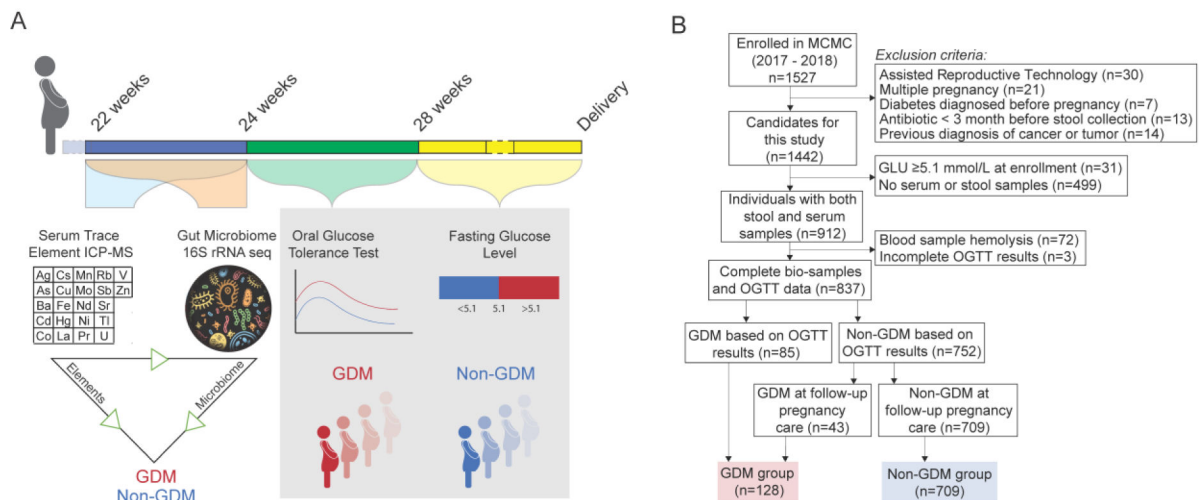 A
22 weeks
24 weeks
28 weeks
Delivery
Serum Trace
Element ICP-MS
Ag Cs Mn Rb V
As Cu Mo Sb Zn
Ba Fe Nd Sr
Cd Hg Ni Tl
Co La Pr U
Gut Microbiome
16S rRNA seq
Elements
Microbiome
GDM
Non-GDM
Oral Glucose
Tolerance Test
Fasting Glucose
Level
<5.1 5.1 >5.1
GDM
Non-GDM
B
Enrolled in MCMC
(2017 - 2018)
n=1527
Exclusion criteria:
Assisted Reproductive Technology (n=30)
Multiple pregnancy (n=21)
Diabetes diagnosed before pregnancy (n=7)
Antibiotic < 3 month before stool collection (n=13)
Previous diagnosis of cancer or tumor (n=14)
Candidates for
this study
(n=1442)
GLU ≥5.1 mmol/L at enrollment (n=31)
No serum or stool samples (n=499)
Individuals with both
stool and serum
samples (n=912)
Blood sample hemolysis (n=72)
Incomplete OGTT results (n=3)
Complete bio-samples
and OGTT data (n=837)
GDM based on OGTT
results (n=85)
Non-GDM based on
OGTT results (n=752)
GDM at follow-up
pregnancy
care (n=43)
Non-GDM at
follow-up pregnancy
care (n=709)
GDM group
(n=128)
Non-GDM group
(n=709)